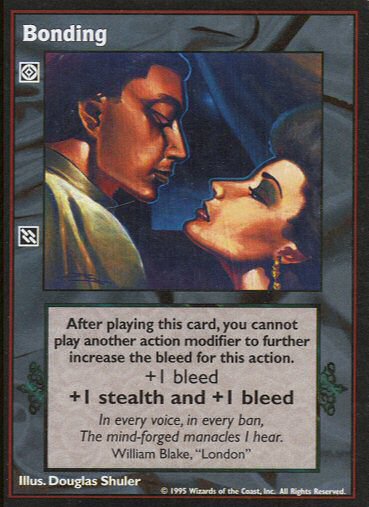 Bonding
After playing this card, you cannot
play another action modifier to further
increase the bleed for this action.
+1 bleed
+1 stealth and +1 bleed
In every voice, in every ban,
The mind-forged manacles I hear.
William Blake, "London"
Illus. Douglas Shuler
© 1995 Wizards of the Coast, Inc. All Rights Reserved.